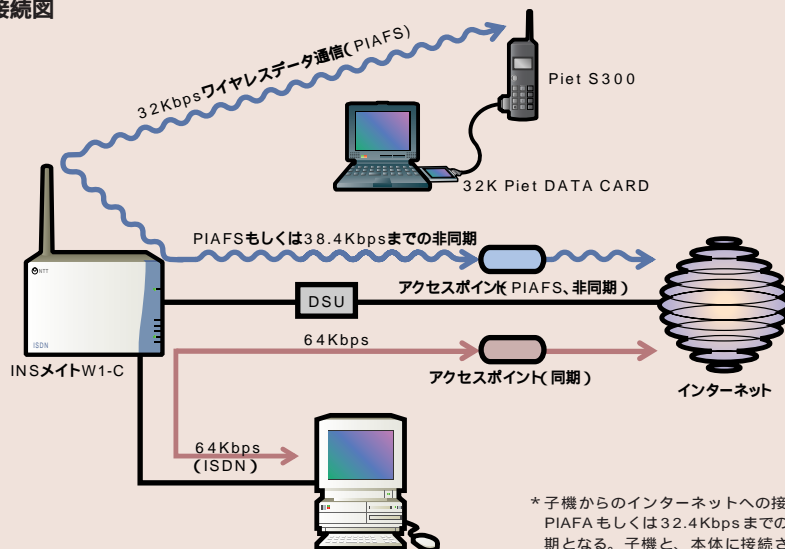 接続図
32Kbpsワイヤレスデータ通信(PIAFS)
Piet S300
32K Piet DATA CARD
PIAFSもしくは38.4Kbpsまでの非同期
アクセスポイント(PIAFS、非同期)
NTT
ISDN
DSU
INSメイトW1-C
64Kbps
アクセスポイント(同期)
インターネット
64Kbps
(ISDN)
*子機からのインターネットへの接
PIAFAもしくは32.4Kbpsまでの
期となる。子機と、本体に接続さ